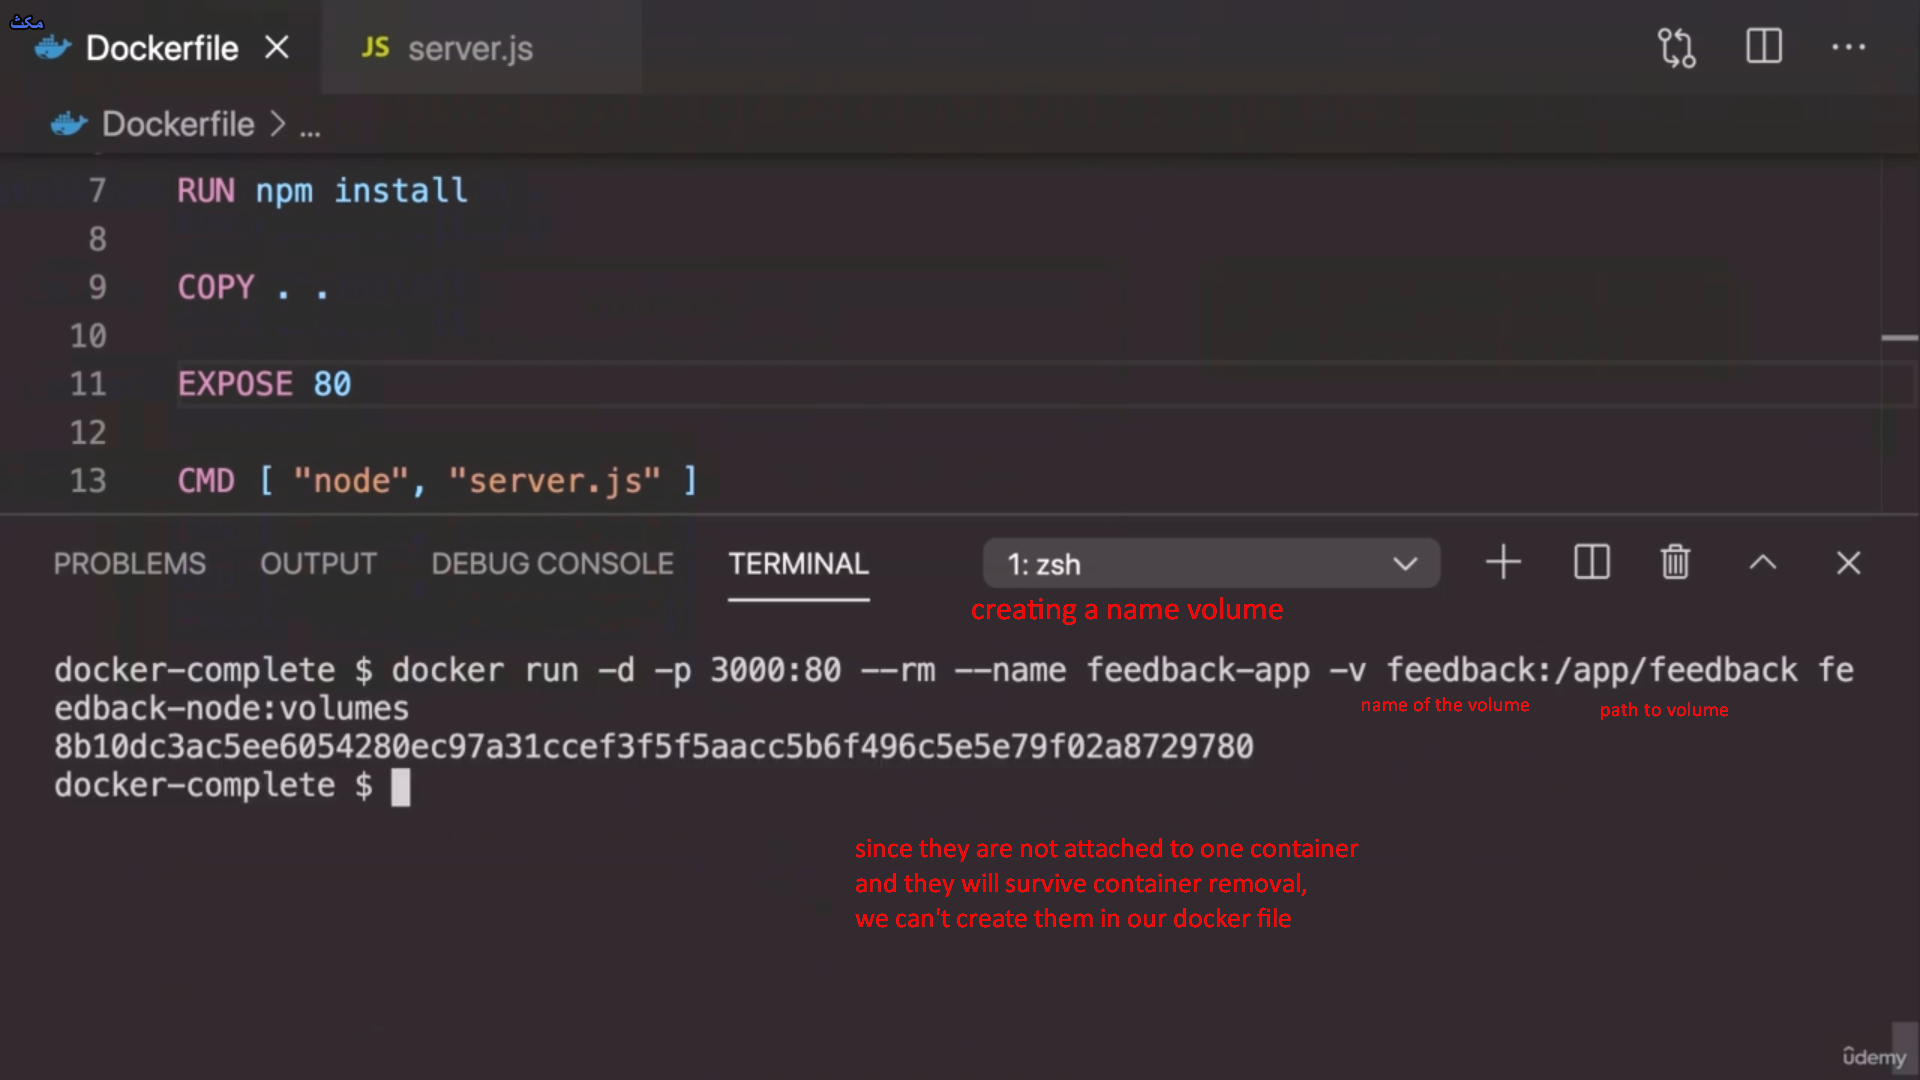 مكث
Dockerfile
JS server.js
Dockerfile > ...
7 RUN npm install
8
9 COPY . .
10
11 EXPOSE 80
12
13 CMD [ "node", "server.js" ]
PROBLEMS OUTPUT DEBUG CONSOLE TERMINAL 1: zsh
creating a name volume
docker-complete $ docker run -d -p 3000:80 --rm --name feedback-app -v feedback:/app/feedback fe
edback-node:volumes
name of the volume path to volume
8b10dc3ac5ee6054280ec97a31ccef3f5f5aacc5b6f496c5e5e79f02a8729780
docker-complete $
since they are not attached to one container
and they will survive container removal,
we can't create them in our docker file
ûdemy